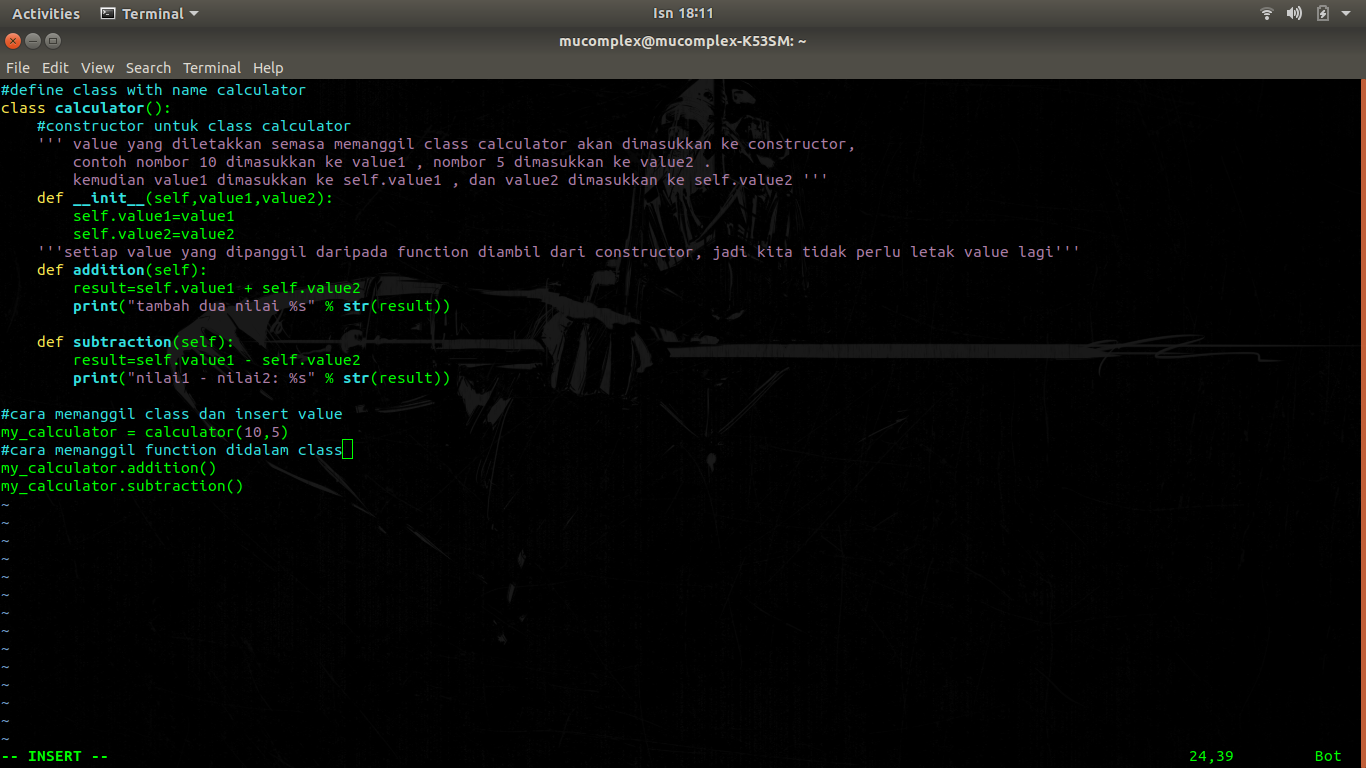 Activities Terminal Isn 18:11
mucomplex@mucomplex-K53SM: ~
File Edit View Search Terminal Help
#define class with name calculator
class calculator():
    #constructor untuk class calculator
    ''' value yang diletakkan semasa memanggil class calculator akan dimasukkan ke constructor,
        contoh nombor 10 dimasukkan ke value1 , nombor 5 dimasukkan ke value2 .
        kemudian value1 dimasukkan ke self.value1 , dan value2 dimasukkan ke self.value2 '''
    def __init__(self,value1,value2):
        self.value1=value1
        self.value2=value2
    '''setiap value yang dipanggil daripada function diambil dari constructor, jadi kita tidak perlu letak value lagi'''
    def addition(self):
        result=self.value1 + self.value2
        print("tambah dua nilai %s" % str(result))

    def subtraction(self):
        result=self.value1 - self.value2
        print("nilai1 - nilai2: %s" % str(result))

#cara memanggil class dan insert value
my_calculator = calculator(10,5)
#cara memanggil function didalam class
my_calculator.addition()
my_calculator.subtraction()
~
~
~
~
~
~
~
~
~
~
~
~
~
~
-- INSERT -- 24,39 Bot